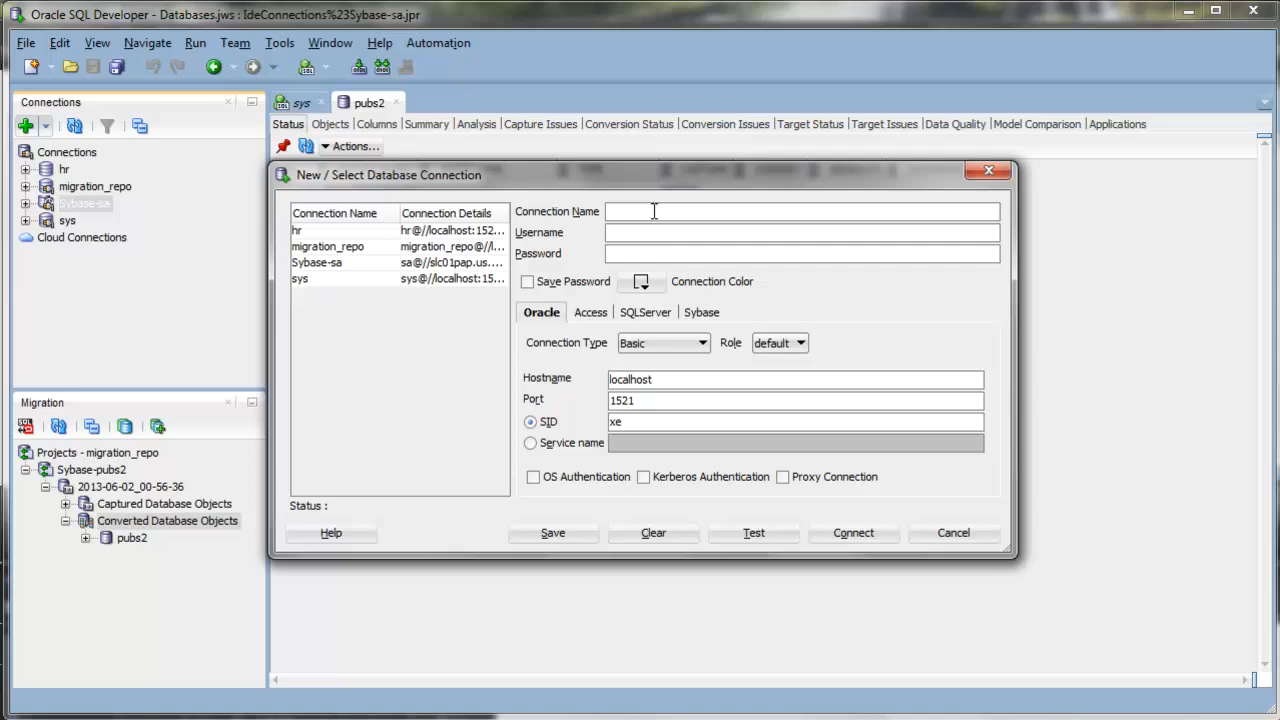 Oracle SQL Developer - Databases.jws : IdeConnections%23Sybase-sa.jpr
File Edit View Navigate Run Team Tools Window Help Automation
Connections
sys
pubs2
Status Objects Columns Summary Analysis Capture Issues Conversion Status Conversion Issues Target Status Target Issues Data Quality Model Comparison Applications
Actions...
Connections
hr
migration_repo
Sybase-sa
sys
Cloud Connections
New / Select Database Connection
Connection Name Connection Details
hr hr@//localhost:152...
migration_repo migration_repo@//l...
Sybase-sa sa@//slc01pap.us....
sys sys@//localhost:15...
Connection Name
Username
Password
Save Password Connection Color
Oracle Access SQLServer Sybase
Connection Type Basic Role default
Hostname localhost
Port 1521
SID xe
Service name
OS Authentication Kerberos Authentication Proxy Connection
Status :
Help Save Clear Test Connect Cancel
Migration
Projects - migration_repo
Sybase-pubs2
2013-06-02_00-56-36
Captured Database Objects
Converted Database Objects
pubs2